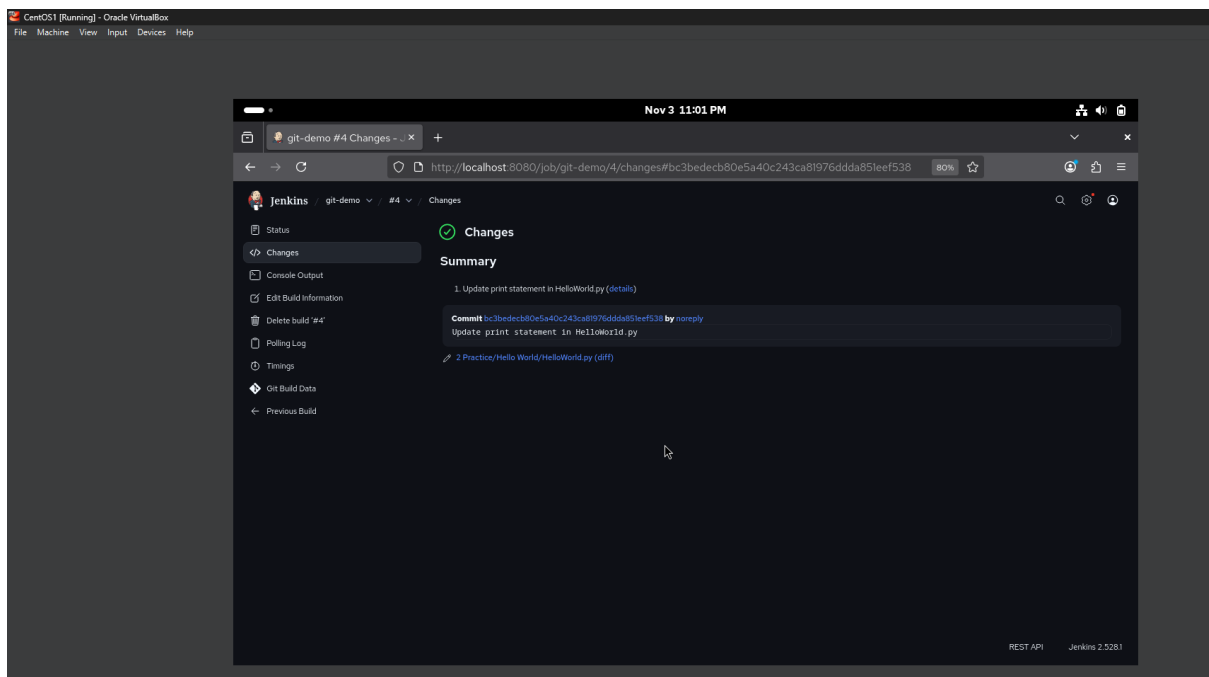 CentOS1 [Running] - Oracle VirtualBox
File Machine View Input Devices Help
Nov 3 11:01 PM
git-demo #4 Changes - J
http://localhost:8080/job/git-demo/4/changes#bc3bedecb80e5a40c243ca81976ddda851eef538 80%
Jenkins / git-demo / #4 / Changes
Status
Changes
Console Output
Edit Build Information
Delete build '#4'
Polling Log
Timings
Git Build Data
Previous Build
Changes
Summary
1. Update print statement in HelloWorld.py (details)
Commit bc3bedecb80e5a40c243ca81976ddda851eef538 by noreply
Update print statement in HelloWorld.py
2 Practice/Hello World/HelloWorld.py (diff)
REST API Jenkins 2.528.1